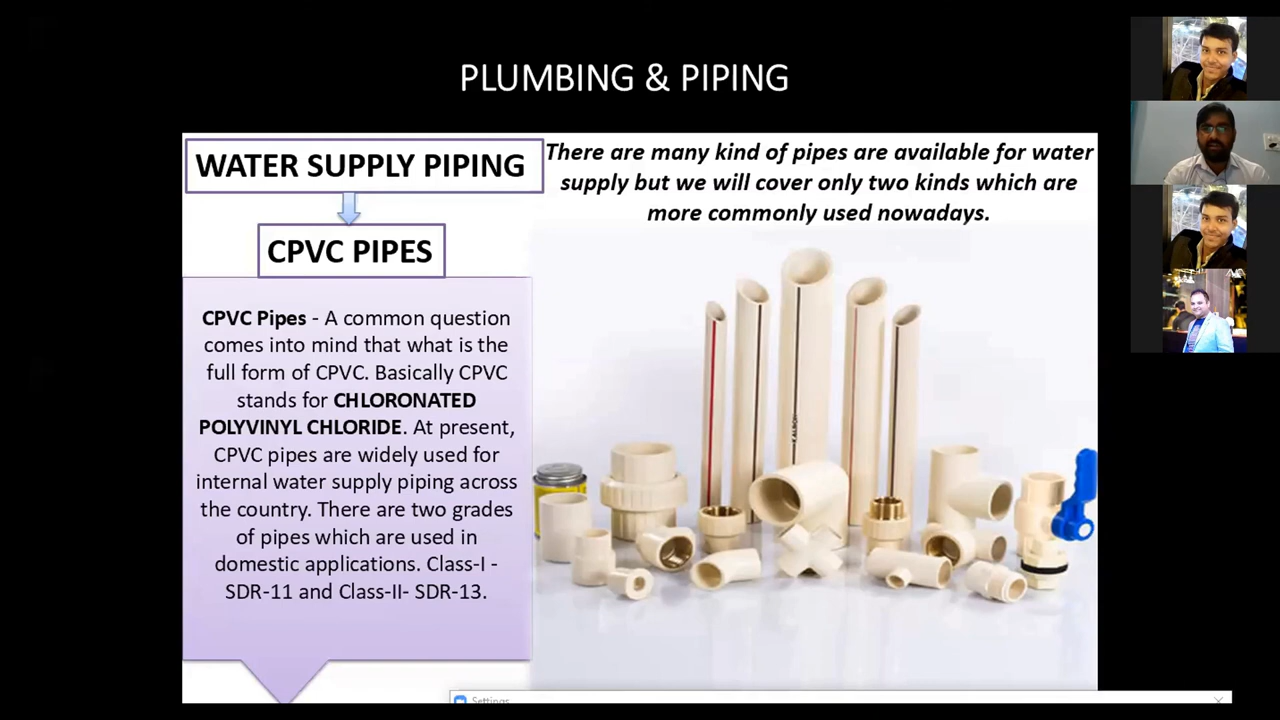 PLUMBING & PIPING
WATER SUPPLY PIPING
There are many kind of pipes are available for water
supply but we will cover only two kinds which are
more commonly used nowadays.
CPVC PIPES
CPVC Pipes - A common question
comes into mind that what is the
full form of CPVC. Basically CPVC
stands for CHLORONATED
POLYVINYL CHLORIDE. At present,
CPVC pipes are widely used for
internal water supply piping across
the country. There are two grades
of pipes which are used in
domestic applications. Class-I -
SDR-11 and Class-II- SDR-13.
Settings